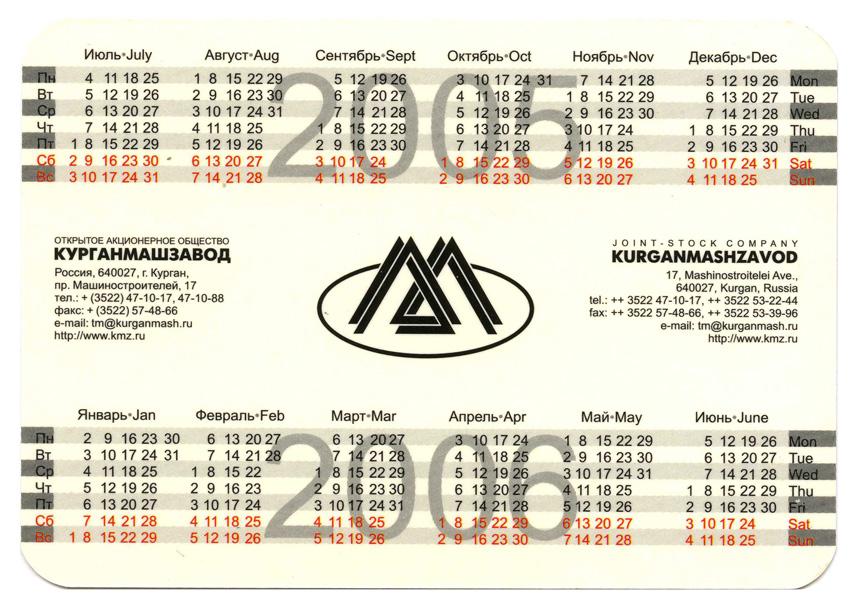 Июль•July Август•Aug Сентябрь•Sept Октябрь•Oct Ноябрь•Nov Декабрь•Dec
2005
Пн 4 11 18 25 1 8 15 22 29 5 12 19 26 3 10 17 24 31 7 14 21 28 5 12 19 26 Mon
Вт 5 12 19 26 2 9 16 23 30 6 13 20 27 4 11 18 25 1 8 15 22 29 6 13 20 27 Tue
Ср 6 13 20 27 3 10 17 24 31 7 14 21 28 5 12 19 26 2 9 16 23 30 7 14 21 28 Wed
Чт 7 14 21 28 4 11 18 25 1 8 15 22 29 6 13 20 27 3 10 17 24 1 8 15 22 29 Thu
Пт 1 8 15 22 29 5 12 19 26 2 9 16 23 30 7 14 21 28 4 11 18 25 2 9 16 23 30 Fri
Сб 2 9 16 23 30 6 13 20 27 3 10 17 24 1 8 15 22 29 5 12 19 26 3 10 17 24 31 Sat
Вс 3 10 17 24 31 7 14 21 28 4 11 18 25 2 9 16 23 30 6 13 20 27 4 11 18 25 Sun
ОТКРЫТОЕ АКЦИОНЕРНОЕ ОБЩЕСТВО
КУРГАНМАШЗАВОД
Россия, 640027, г. Курган,
пр. Машиностроителей, 17
тел.: + (3522) 47-10-17, 47-10-88
факс: + (3522) 57-48-66
e-mail: tm@kurganmash.ru
http://www.kmz.ru
JOINT-STOCK COMPANY
KURGANMASHZAVOD
17, Mashinostroitelei Ave.,
640027, Kurgan, Russia
tel.: ++ 3522 47-10-17, ++ 3522 53-22-44
fax: ++ 3522 57-48-66, ++ 3522 53-39-96
e-mail: tm@kurganmash.ru
http://www.kmz.ru
Январь•Jan Февраль•Feb Март•Mar Апрель•Apr Май•May Июнь•June
2006
Пн 2 9 16 23 30 6 13 20 27 6 13 20 27 3 10 17 24 1 8 15 22 29 5 12 19 26 Mon
Вт 3 10 17 24 31 7 14 21 28 7 14 21 28 4 11 18 25 2 9 16 23 30 6 13 20 27 Tue
Ср 4 11 18 25 1 8 15 22 1 8 15 22 29 5 12 19 26 3 10 17 24 31 7 14 21 28 Wed
Чт 5 12 19 26 2 9 16 23 2 9 16 23 30 6 13 20 27 4 11 18 25 1 8 15 22 29 Thu
Пт 6 13 20 27 3 10 17 24 3 10 17 24 31 7 14 21 28 5 12 19 26 2 9 16 23 30 Fri
Сб 7 14 21 28 4 11 18 25 4 11 18 25 1 8 15 22 29 6 13 20 27 3 10 17 24 Sat
Вс 1 8 15 22 29 5 12 19 26 5 12 19 26 2 9 16 23 30 7 14 21 28 4 11 18 25 Sun